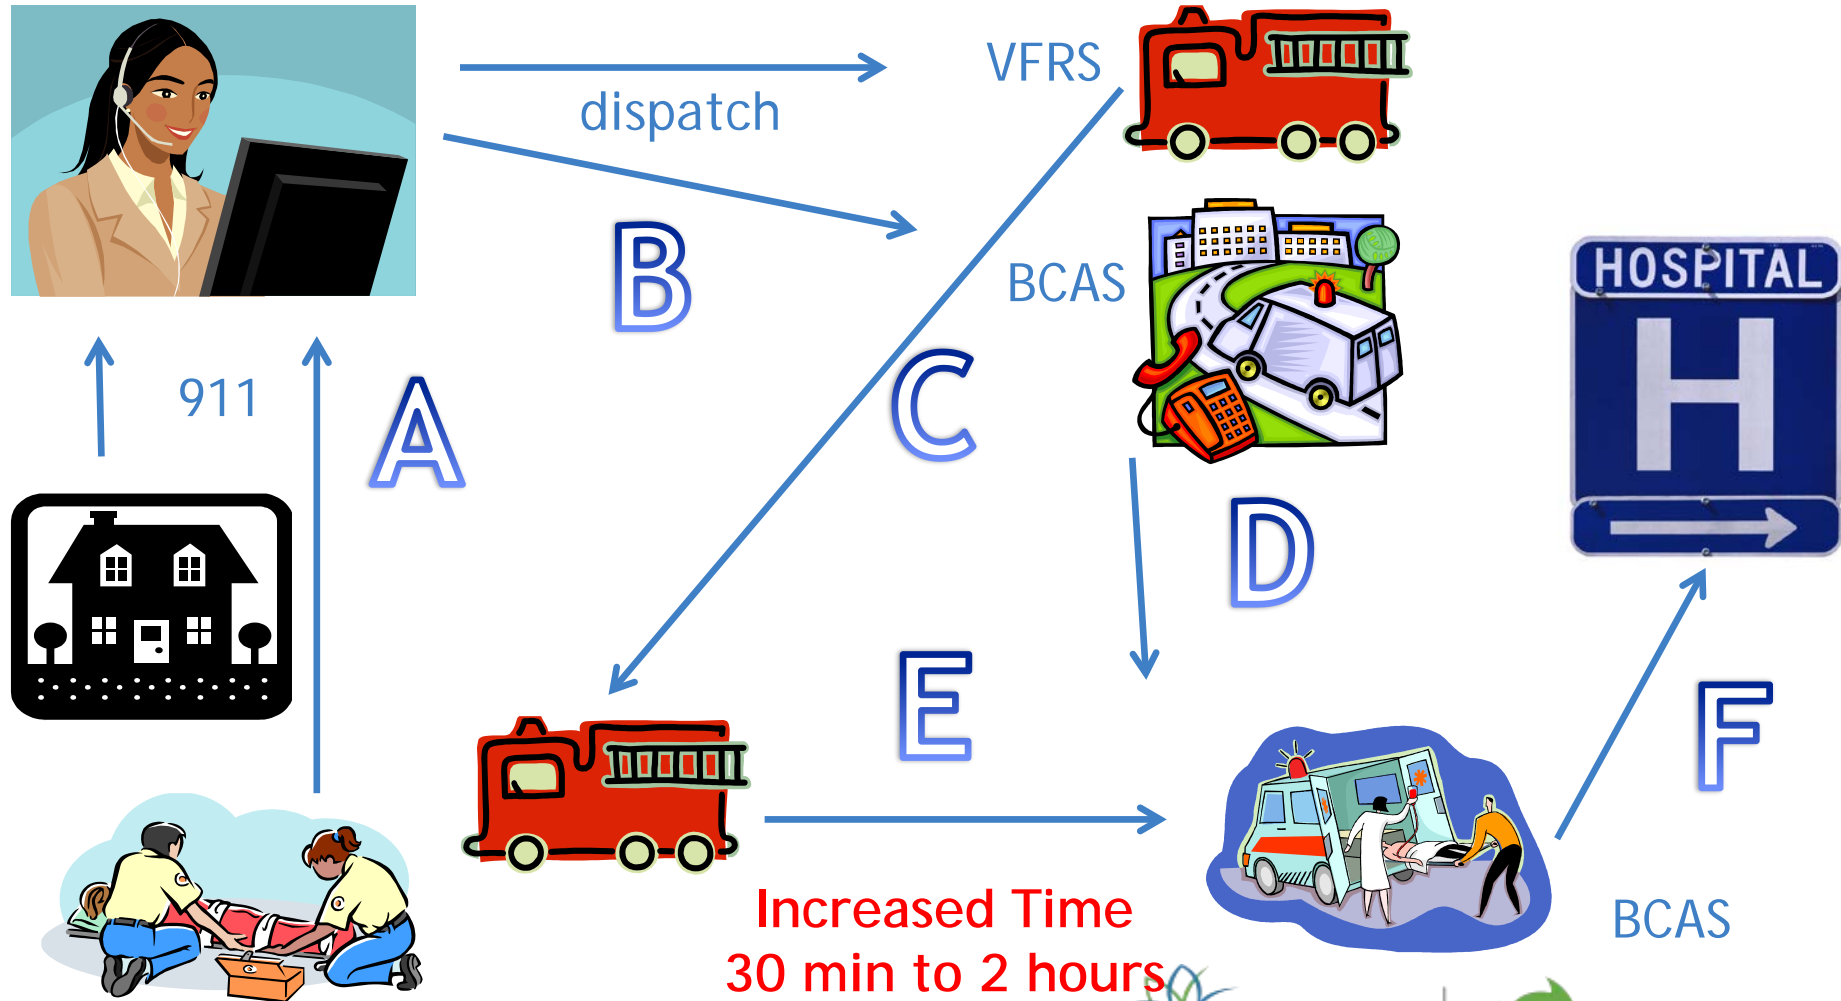 VFRS
dispatch
B
BCAS
HOSPITAL
H
911
A
C
D
E
F
Increased Time
30 min to 2 hours
BCAS